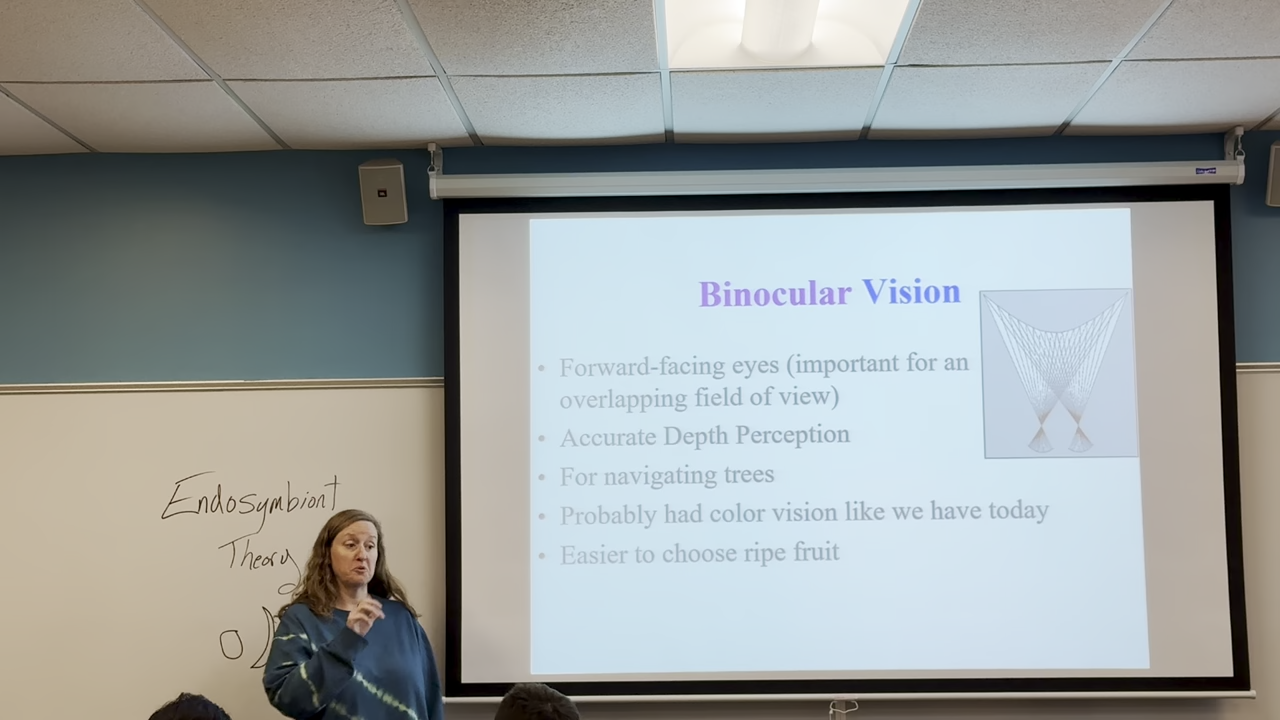 Binocular Vision
• Forward-facing eyes (important for an
overlapping field of view)
• Accurate Depth Perception
• For navigating trees
• Probably had color vision like we have today
• Easier to choose ripe fruit
Endosymbiont
Theory